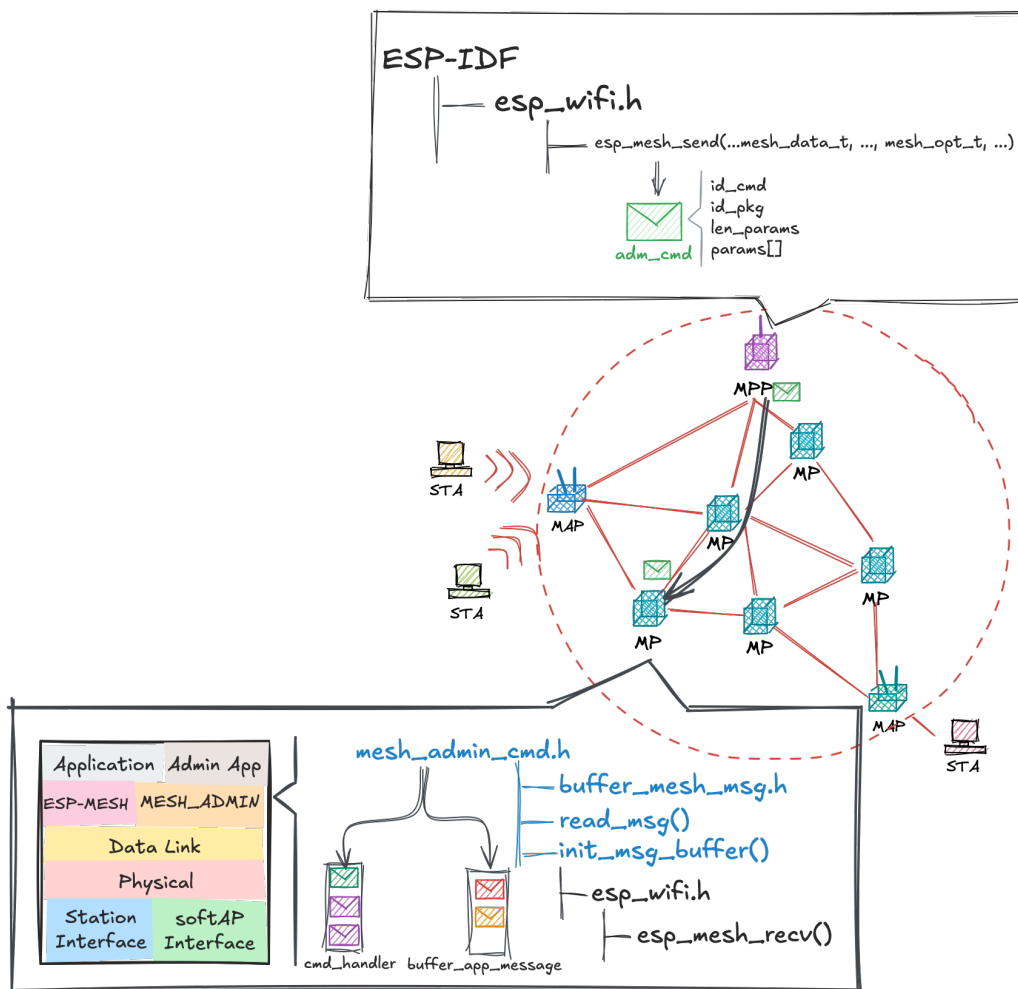 ESP-IDF
esp_wifi.h
esp_mesh_send(...mesh_data_t, ..., mesh_opt_t, ...)
id_cmd
id_pkg
len_params
params[]
adm_cmd
MPP
MP
STA
MAP
MP
STA
MP
MP
MP
MAP
STA
Application
Admin App
ESP-MESH
MESH_ADMIN
Data Link
Physical
Station
Interface
softAP
Interface
mesh_admin_cmd.h
buffer_mesh_msg.h
read_msg()
init_msg_buffer()
esp_wifi.h
esp_mesh_recv()
cmd_handler
buffer_app_message